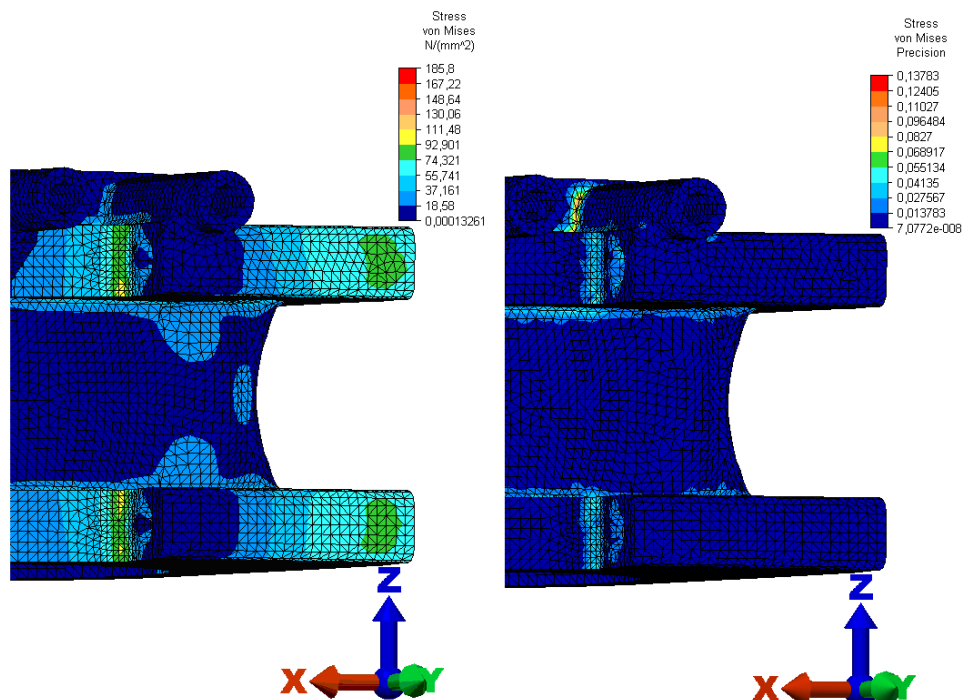 Stress
von Mises
N/(mm^2)
185,8
167,22
148,64
130,06
111,48
92,901
74,321
55,741
37,161
18,58
0,00013261
Z
X
Y
Stress
von Mises
Precision
0,13783
0,12405
0,11027
0,096484
0,0827
0,068917
0,055134
0,04135
0,027567
0,013783
7,0772e-008
Z
X
Y